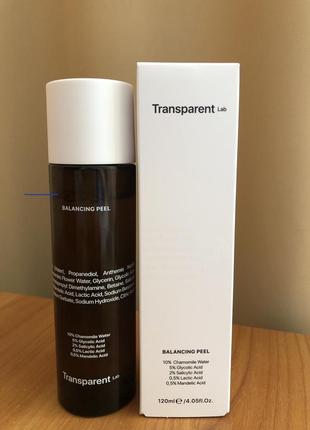 BALANCING PEEL
Propanediol, Anthemis
Flower Water, Glycerin, Glycolic
Dimethylamine, Betaine,
Acid, Lactic Acid, Sodium
Sorbate, Sodium Hydroxide,
10% Chamomile Water
5% Glycolic Acid
2% Salicylic Acid
0,5% Lactic Acid
0,5% Mandelic Acid
Transparent Lab
Transparent Lab
BALANCING PEEL
10% Chamomile Water
5% Glycolic Acid
2% Salicylic Acid
0,5% Lactic Acid
0,5% Mandelic Acid
120ml ℮ /4.05fl.Oz.